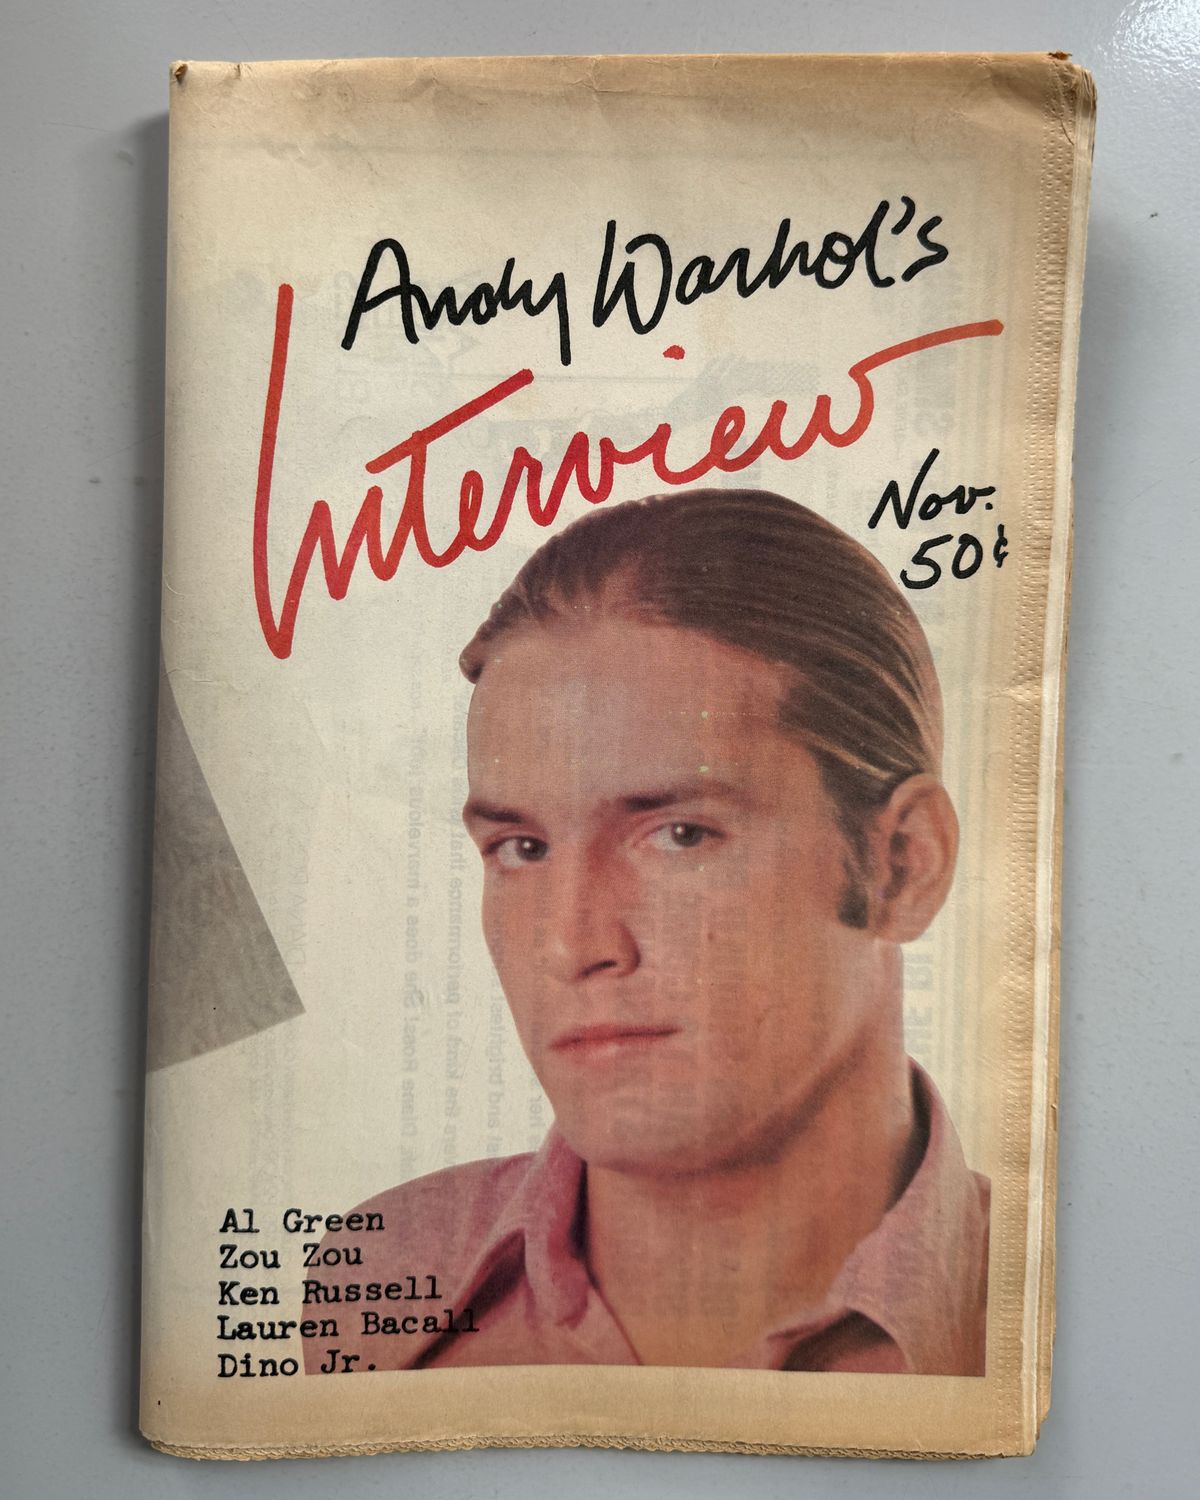 Andy Warhol's
Interview
Nov.
50¢
Al Green
Zou Zou
Ken Russell
Lauren Bacall
Dino Jr.